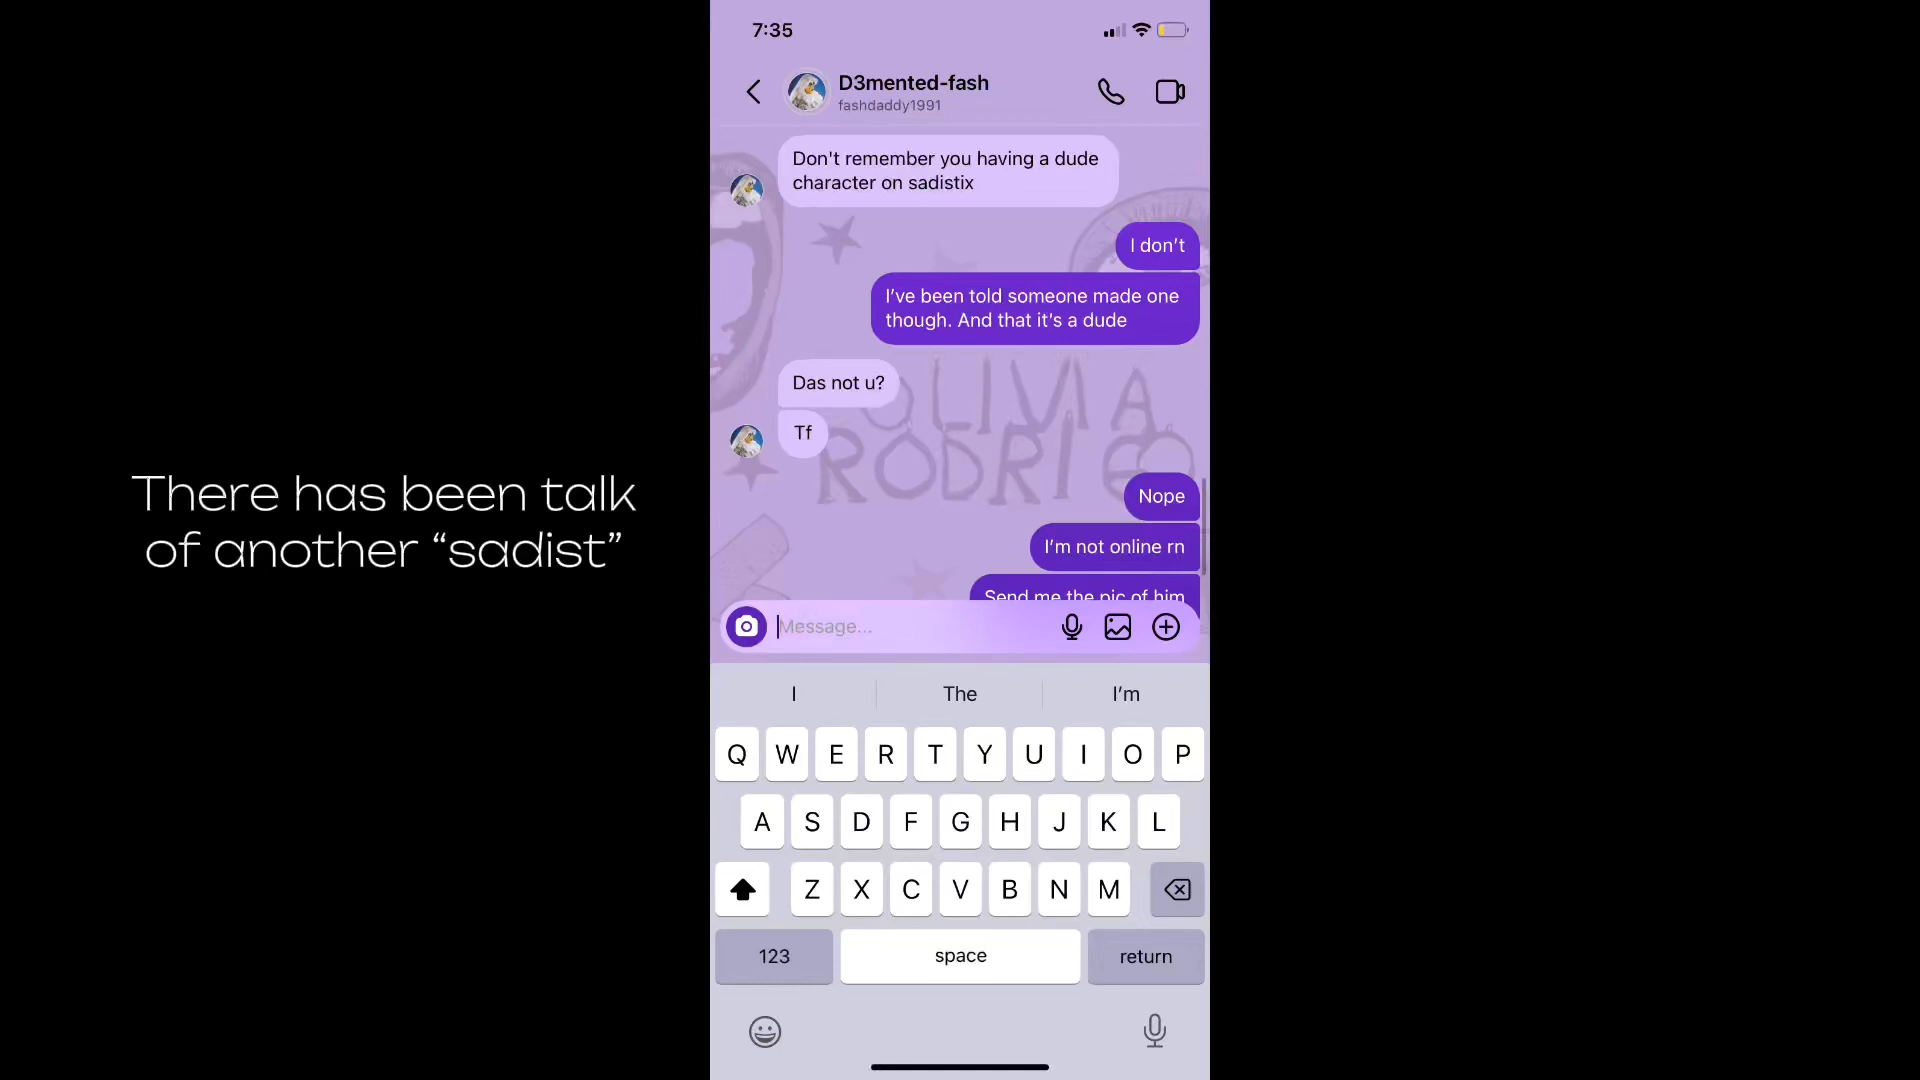 There has been talk
of another “sadist”
7:35
D3mented-fash
fashdaddy1991
Don't remember you having a dude
character on sadistix
I don’t
I’ve been told someone made one
though. And that it’s a dude
Das not u?
Tf
OLIVIA
RODRIGO
Nope
I’m not online rn
Send me the pic of him
Message...
I
The
I’m
Q W E R T Y U I O P
A S D F G H J K L
Z X C V B N M
123
space
return